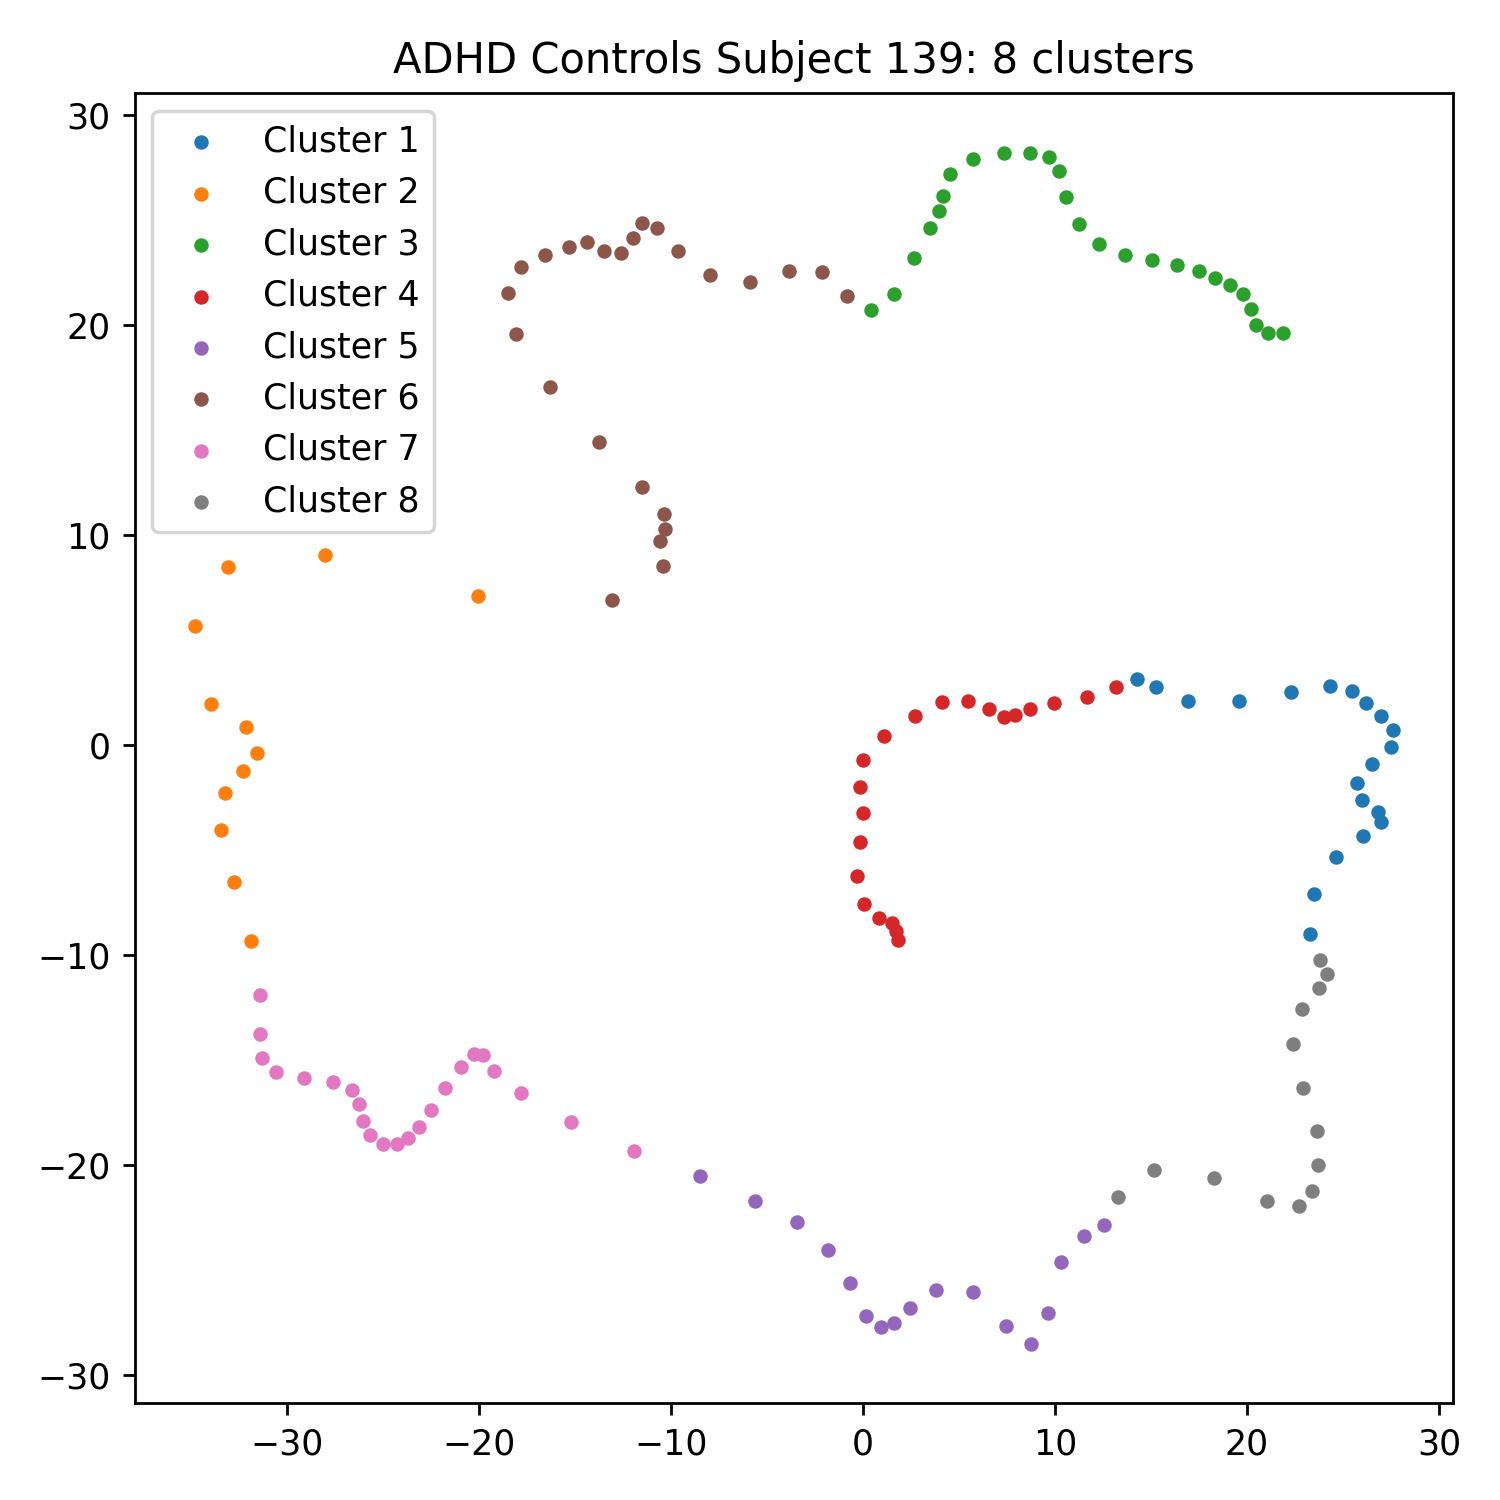 ADHD Controls Subject 139: 8 clusters
30
20
10
0
−10
−20
−30
Cluster 1
Cluster 2
Cluster 3
Cluster 4
Cluster 5
Cluster 6
Cluster 7
Cluster 8
−30 −20 −10 0 10 20 30